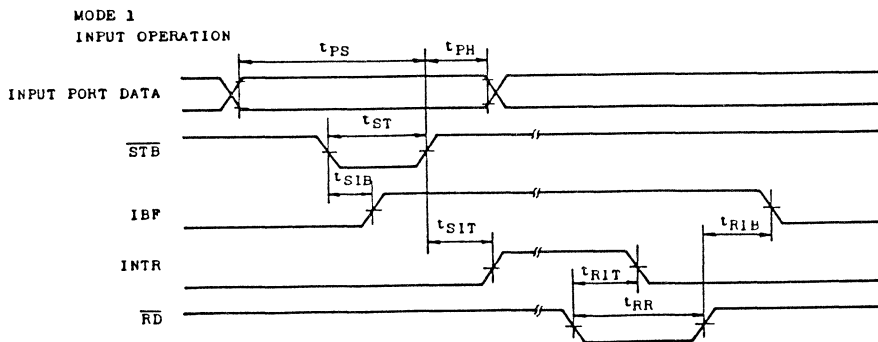 MODE 1
INPUT OPERATION
tPS
tPH
INPUT PORT DATA
tST
STB
tSIB
IBF
tSIT
tRIB
INTR
tRIT
tRR
RD